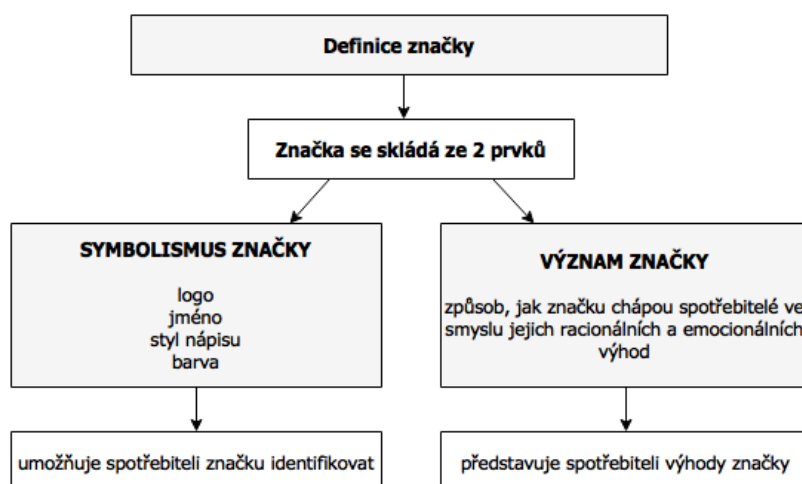 Definice značky
Značka se skládá ze 2 prvků
SYMBOLISMUS ZNAČKY
logo
jméno
styl nápisu
barva
umožňuje spotřebiteli značku identifikovat
VÝZNAM ZNAČKY
způsob, jak značku chápou spotřebitelé ve
smyslu jejich racionálních a emocionálních
výhod
představuje spotřebiteli výhody značky